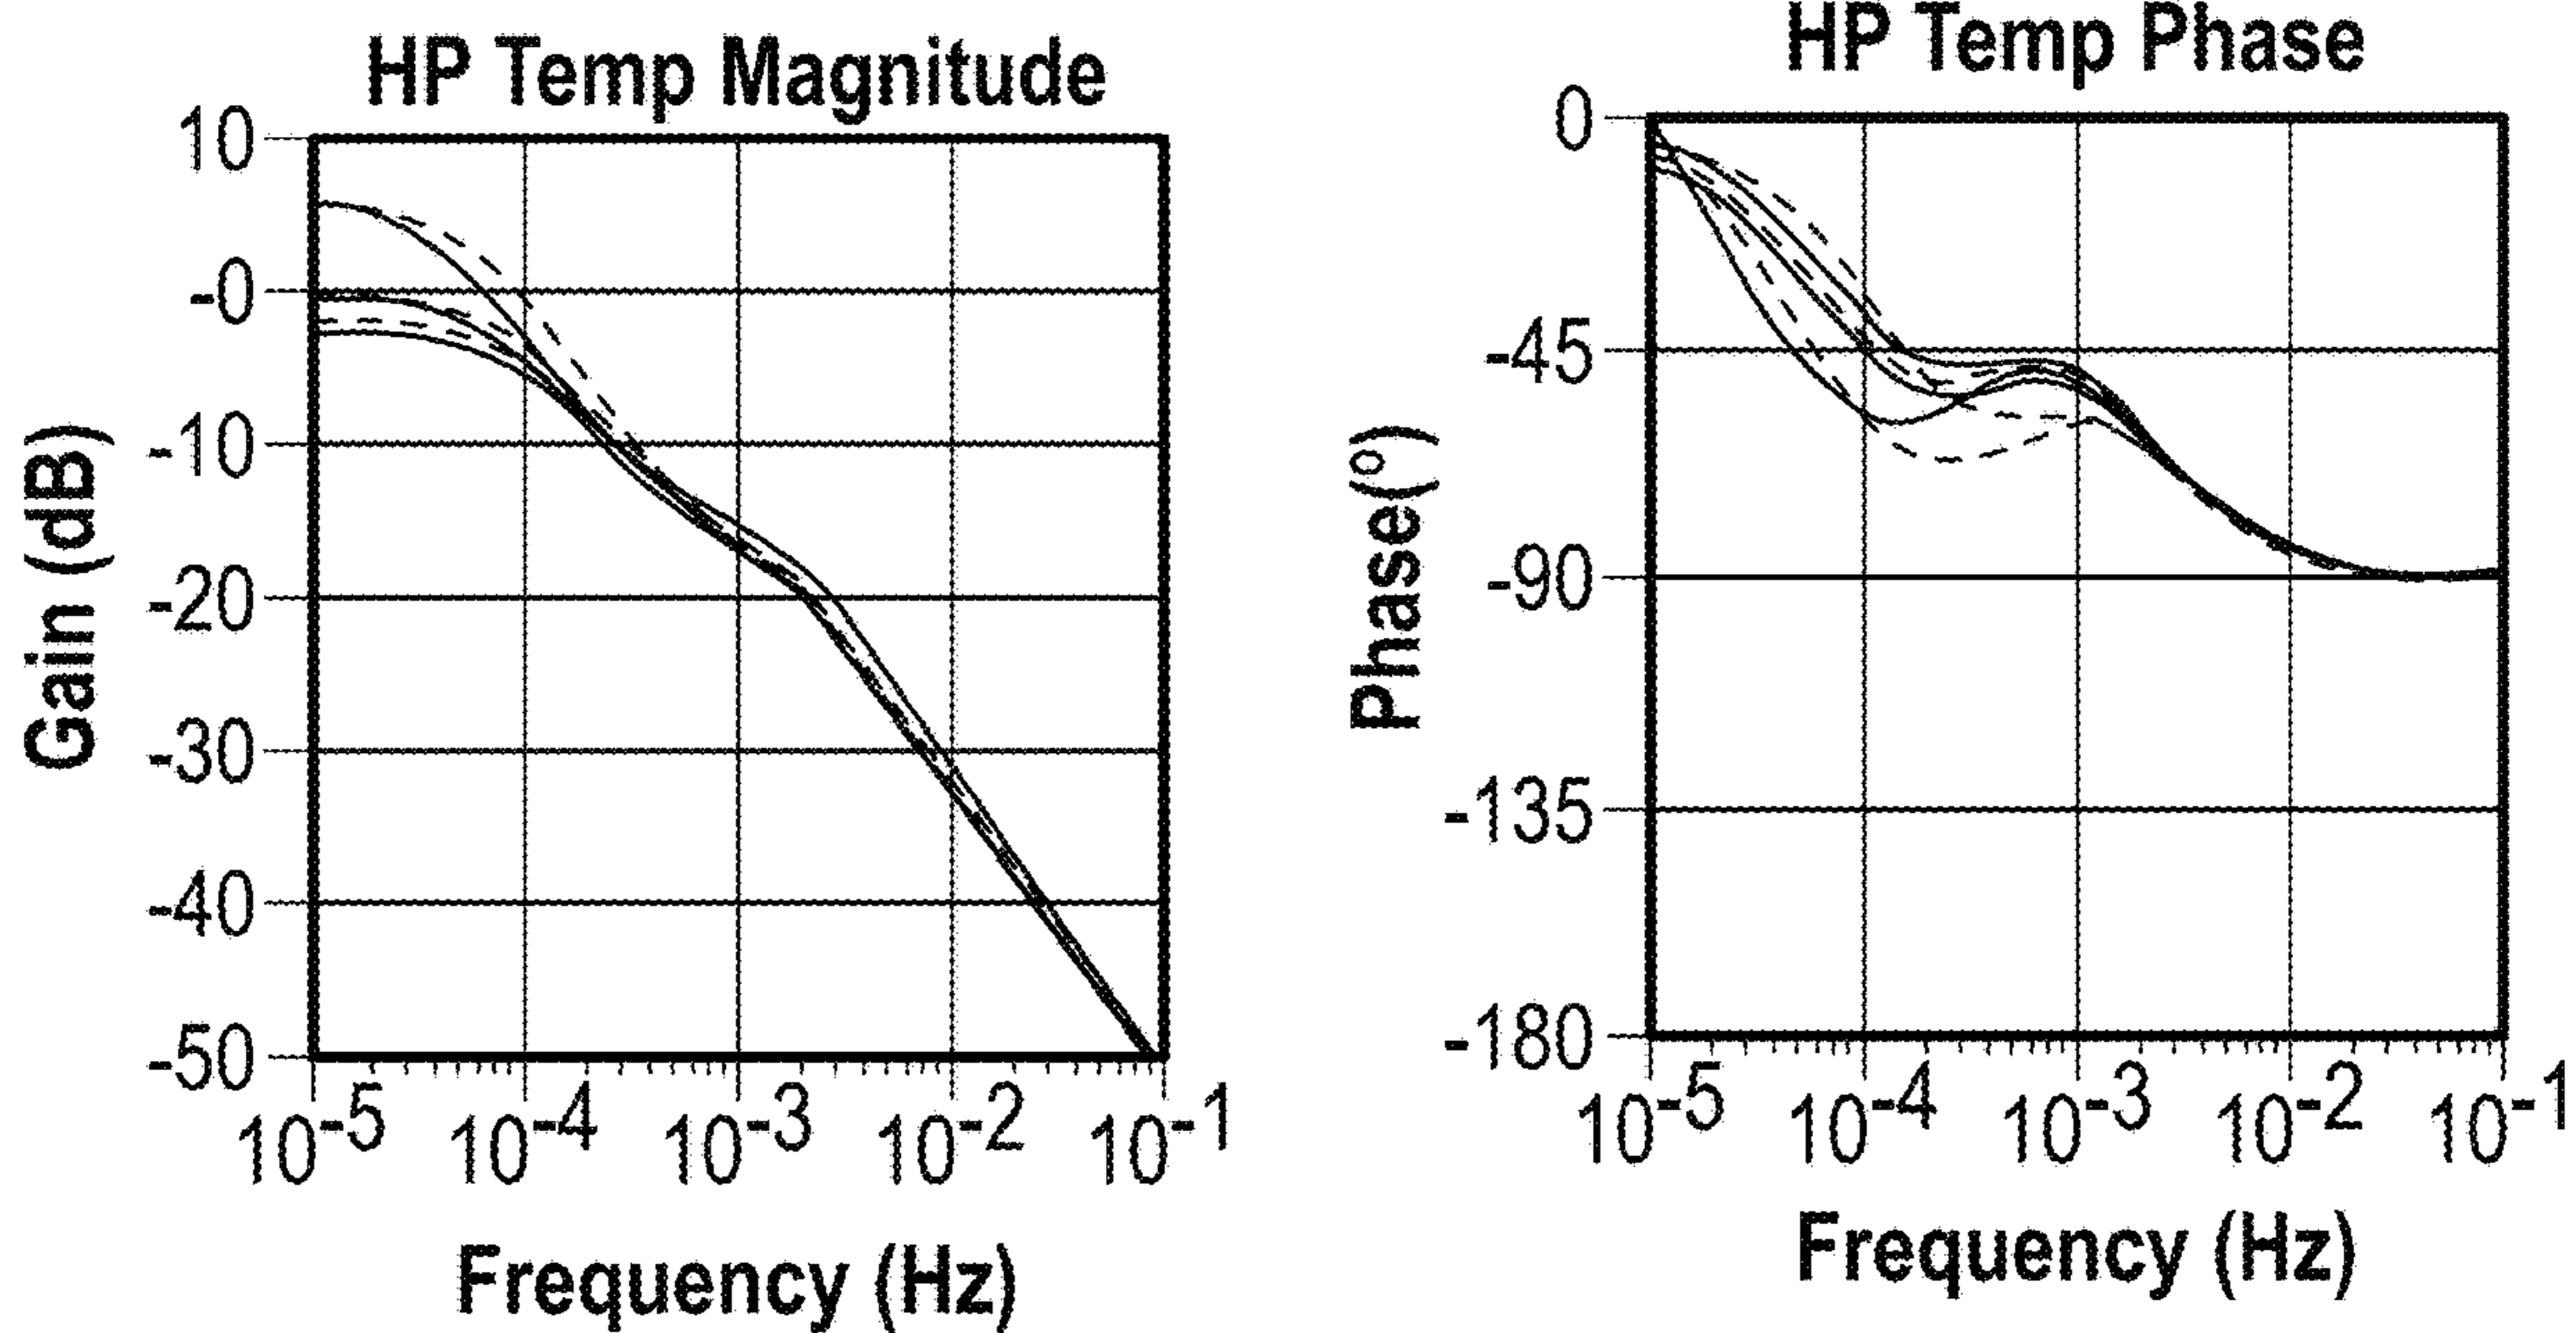 HP Temp Magnitude
10
-0
-10
-20
-30
-40
-50
Gain (dB)
10-5 10-4 10-3 10-2 10-1
Frequency (Hz)
HP Temp Phase
0
-45
-90
-135
-180
Phase(º)
10-5 10-4 10-3 10-2 10-1
Frequency (Hz)